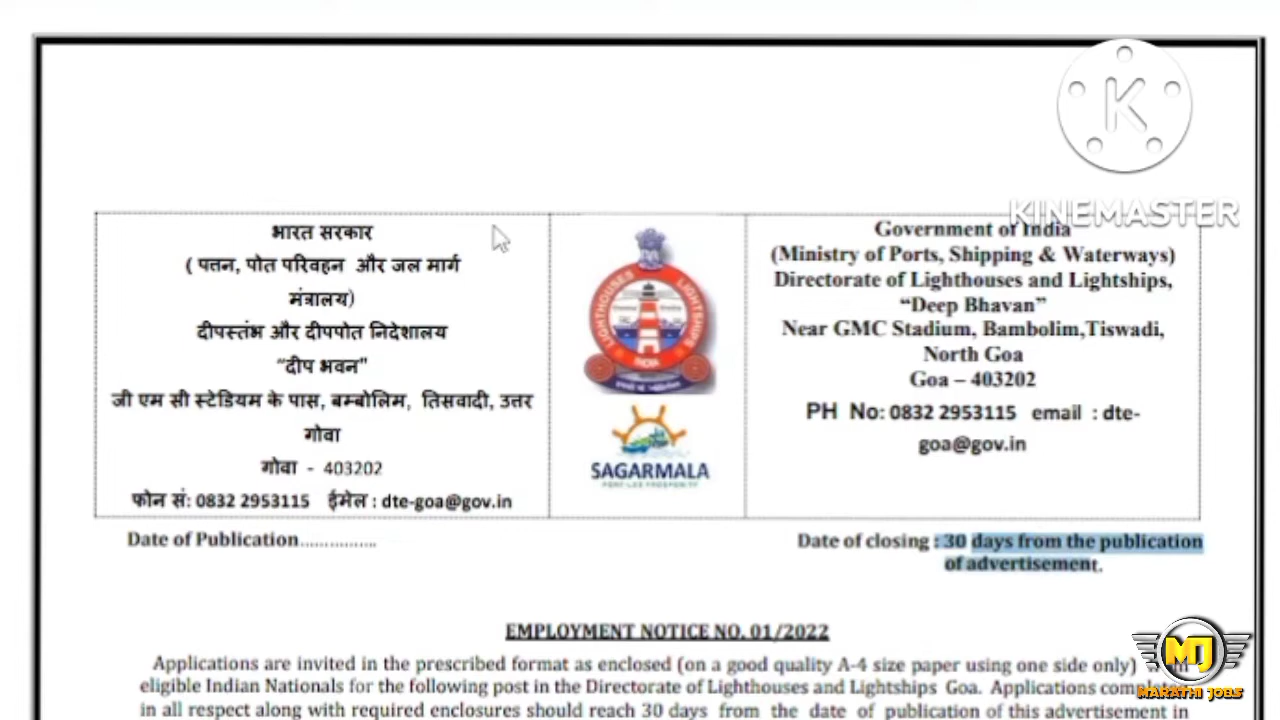 भारत सरकार
( पत्तन, पोत परिवहन और जल मार्ग
मंत्रालय)
दीपस्तंभ और दीपपोत निदेशालय
“दीप भवन”
जी एम सी स्टेडियम के पास, बम्बोलिम, तिसवादी, उत्तर
गोवा
गोवा - 403202
फोन सं: 0832 2953115 ईमेल : dte-goa@gov.in
LIGHTHOUSES LIGHTSHIPS
INDIA
SAGARMALA
PORT-LED PROSPERITY
KINEMASTER
Government of India
(Ministry of Ports, Shipping & Waterways)
Directorate of Lighthouses and Lightships,
“Deep Bhavan”
Near GMC Stadium, Bambolim,Tiswadi,
North Goa
Goa – 403202
PH No: 0832 2953115 email : dte-
goa@gov.in
Date of Publication................
Date of closing : 30 days from the publication
of advertisement.
EMPLOYMENT NOTICE NO. 01/2022
Applications are invited in the prescribed format as enclosed (on a good quality A-4 size paper using one side only)
eligible Indian Nationals for the following post in the Directorate of Lighthouses and Lightships Goa. Applications
in all respect along with required enclosures should reach 30 days from the date of publication of this advertisement in
MJ
MARATHI JOBS